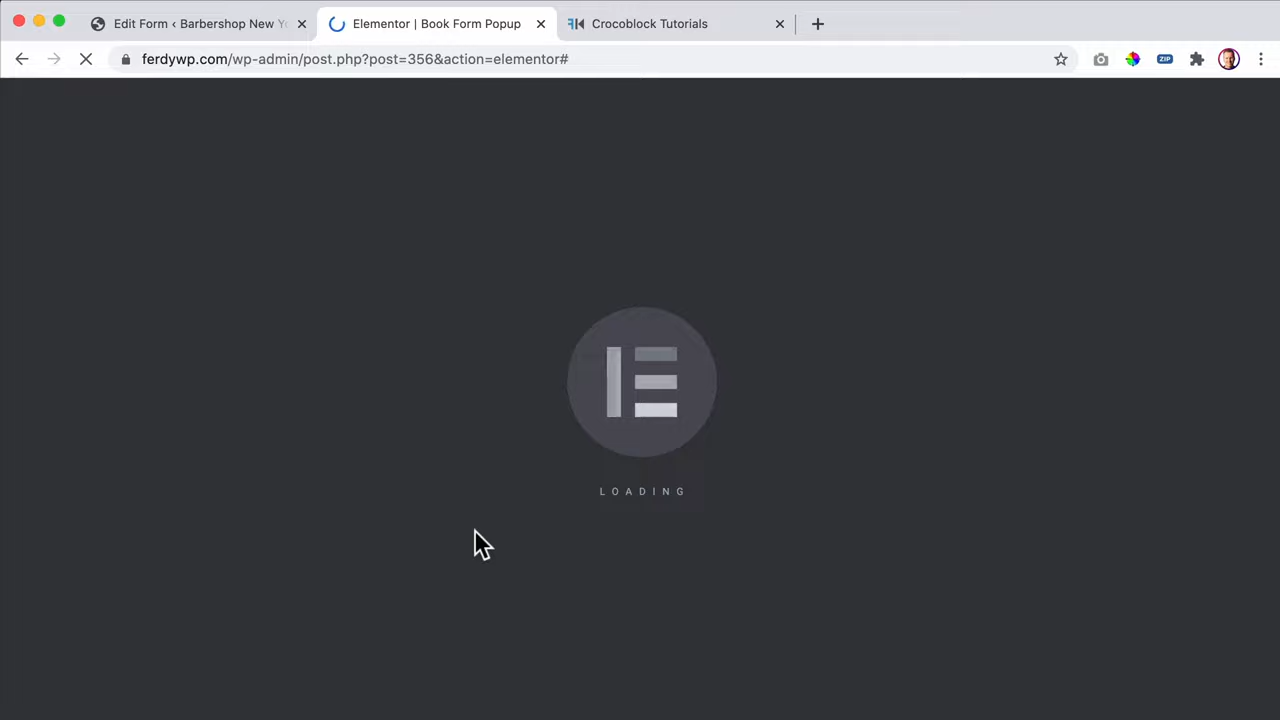 Edit Form ‹ Barbershop New Yo
Elementor | Book Form Popup
Crocoblock Tutorials
ferdywp.com/wp-admin/post.php?post=356&action=elementor#
ZIP
LOADING